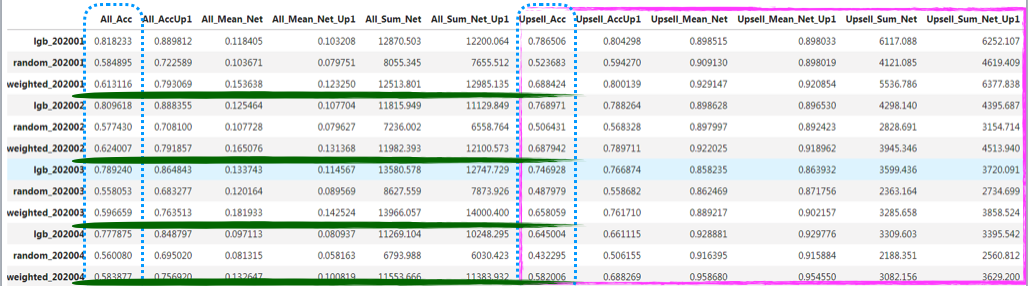 All_Acc All_AccUp1 All_Mean_Net All_Mean_Net_Up1 All_Sum_Net All_Sum_Net_Up1 Upsell_Acc Upsell_AccUp1 Upsell_Mean_Net Upsell_Mean_Net_Up1 Upsell_Sum_Net Upsell_Sum_Net_Up1
lgb_202001 0.818233 0.889812 0.118405 0.103208 12870.503 12200.064 0.786506 0.804298 0.898515 0.898033 6117.088 6252.107
random_202001 0.584895 0.722589 0.103671 0.079751 8055.345 7655.512 0.523683 0.594270 0.909130 0.898019 4121.085 4619.409
weighted_202001 0.613116 0.793069 0.153638 0.123250 12513.801 12985.135 0.688424 0.800139 0.929147 0.920854 5536.786 6377.838
lgb_202002 0.809618 0.888355 0.125464 0.107704 11815.949 11129.849 0.768971 0.788264 0.898628 0.896530 4298.140 4395.687
random_202002 0.577430 0.708100 0.107728 0.079627 7236.002 6558.764 0.506431 0.568328 0.897997 0.892423 2828.691 3154.714
weighted_202002 0.624007 0.791857 0.165076 0.131368 11982.393 12100.573 0.687942 0.789711 0.922025 0.918962 3945.346 4513.940
lgb_202003 0.789240 0.864843 0.133743 0.114567 13580.578 12747.729 0.746928 0.766874 0.858235 0.863932 3599.436 3720.091
random_202003 0.558053 0.683277 0.120164 0.089569 8627.559 7873.926 0.487979 0.558682 0.862469 0.871756 2363.164 2734.699
weighted_202003 0.596659 0.763513 0.181933 0.142524 13966.057 14000.400 0.658059 0.761710 0.889217 0.902157 3285.658 3858.524
lgb_202004 0.777875 0.848797 0.097113 0.080937 11269.104 10248.295 0.645004 0.661115 0.928881 0.929776 3309.603 3395.542
random_202004 0.560080 0.695020 0.081315 0.058163 6793.988 6030.423 0.432295 0.506155 0.916395 0.915884 2188.351 2560.812
weighted_202004 0.583877 0.756920 0.132647 0.100819 11553.666 11383.932 0.582006 0.688269 0.958680 0.954550 3082.156 3629.200